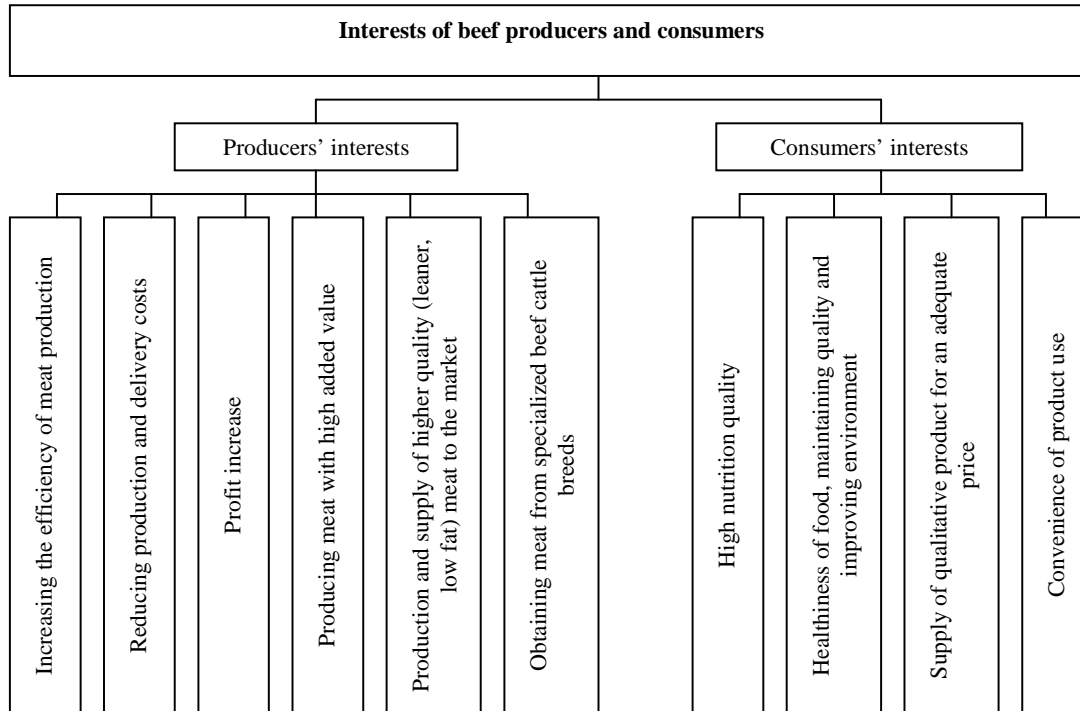 Interests of beef producers and consumers
Producers’ interests
Consumers’ interests
Increasing the efficiency of meat production
Reducing production and delivery costs
Profit increase
Producing meat with high added value
Production and supply of higher quality (leaner,
low fat) meat to the market
Obtaining meat from specialized beef cattle
breeds
High nutrition quality
Healthiness of food, maintaining quality and
improving environment
Supply of qualitative product for an adequate
price
Convenience of product use